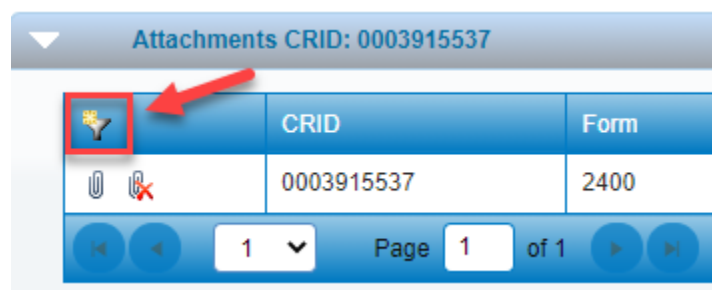 Attachments CRID: 0003915537
CRID Form
0003915537 2400
1 Page 1 of 1